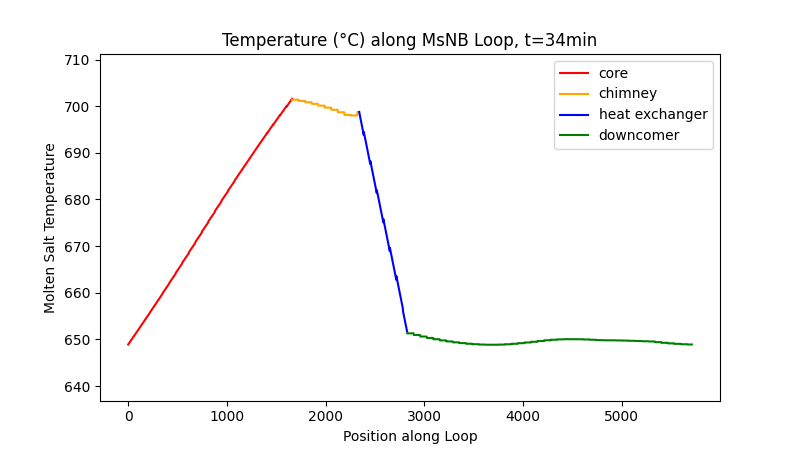 Temperature (°C) along MsNB Loop, t=34min
710
700
690
680
670
660
650
640
Molten Salt Temperature
core
chimney
heat exchanger
downcomer
0
1000
2000
3000
4000
5000
Position along Loop